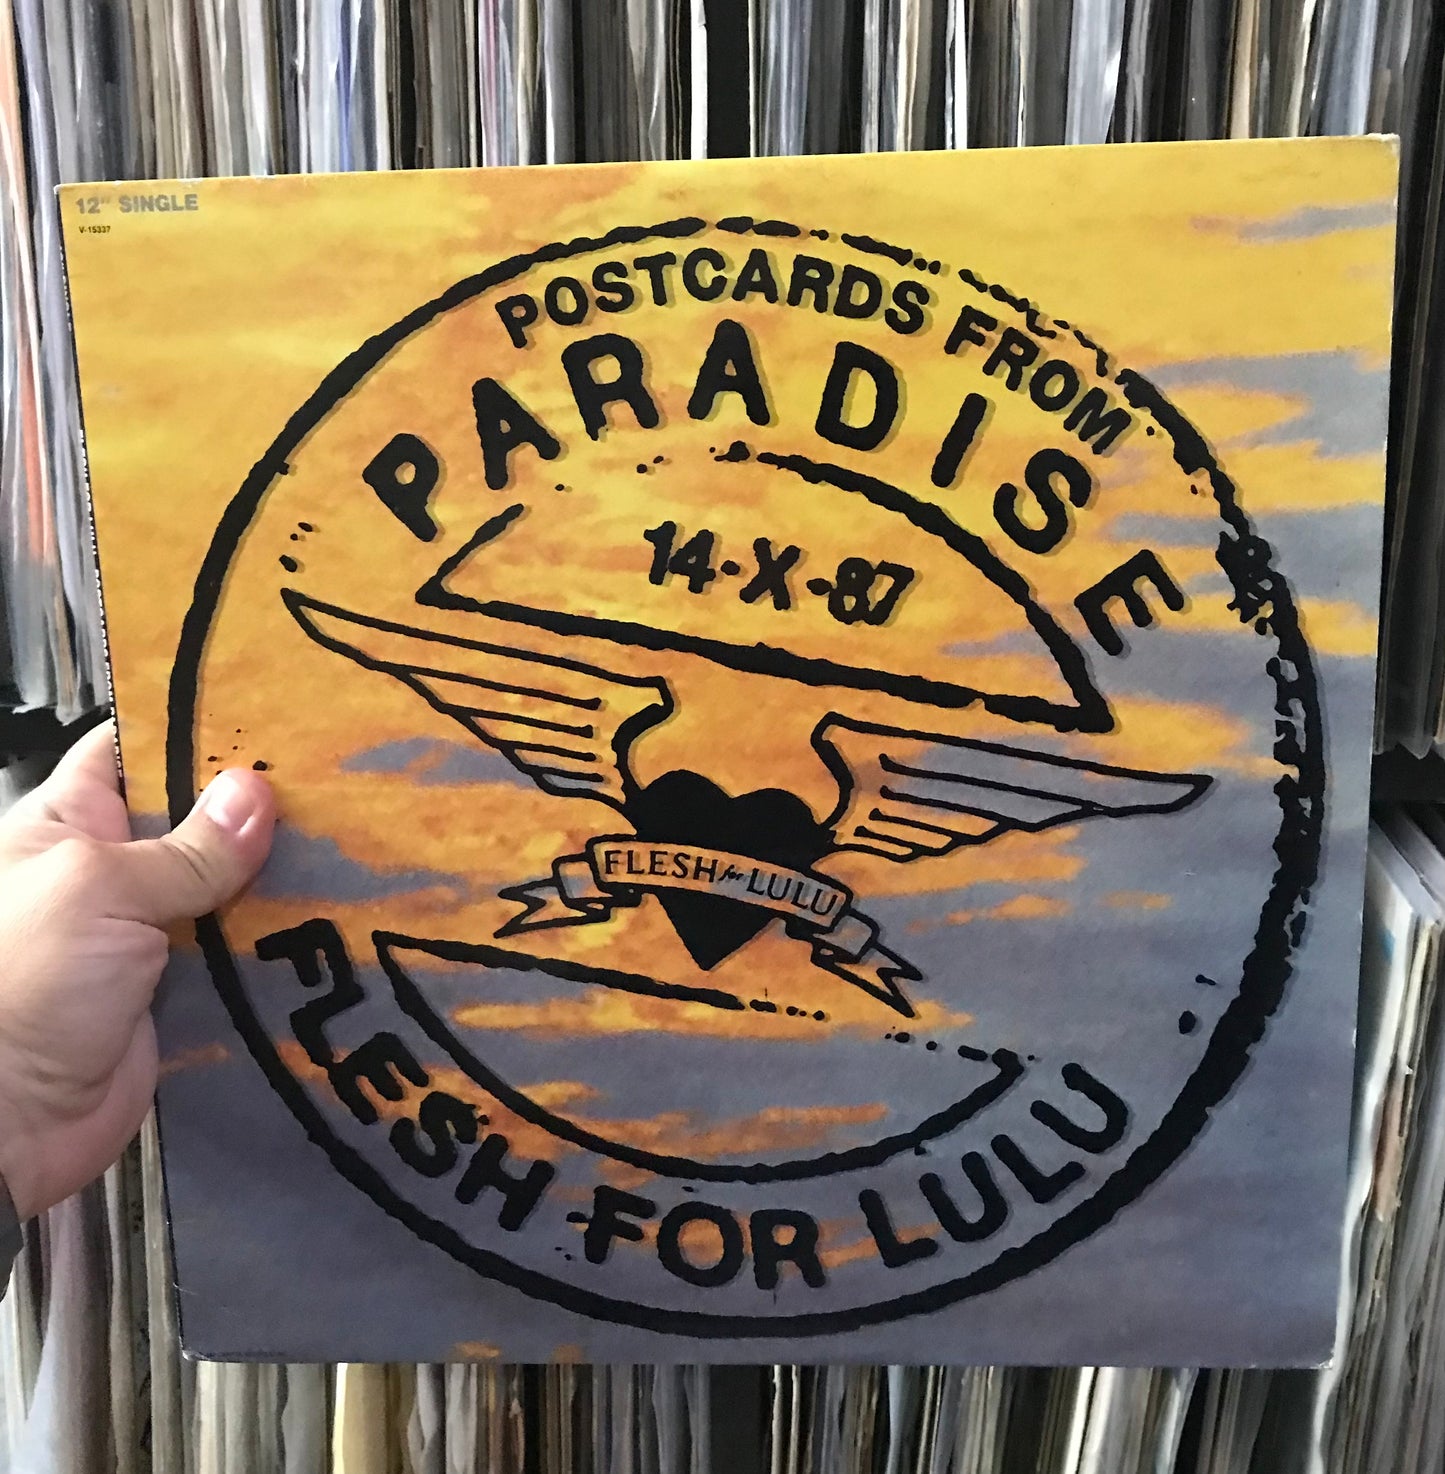 12" SINGLE
V-15337
POSTCARDS FROM
PARADISE
14·X·87
FLESH for LULU
FLESH FOR LULU